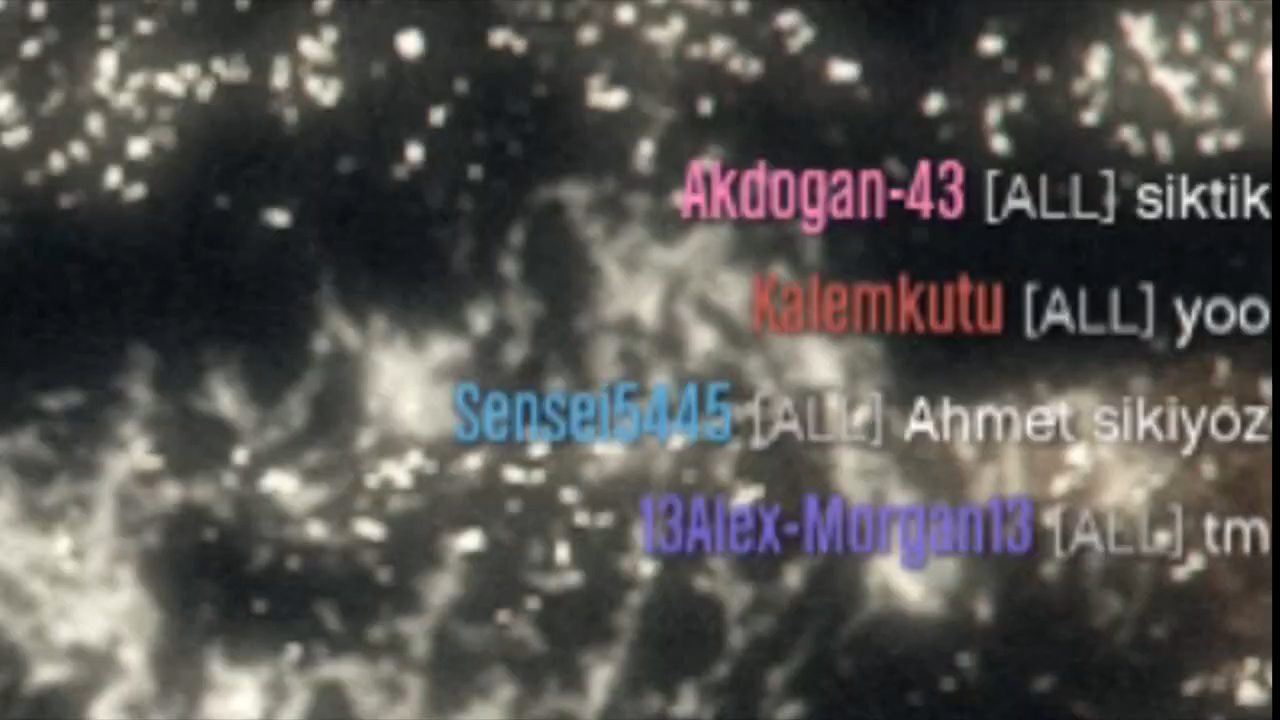 Akdogan-43 [ALL] siktik
Kalemkutu [ALL] yoo
Sensei5445 [ALL] Ahmet sikiyoz
13Alex-Morgan13 [ALL] tm